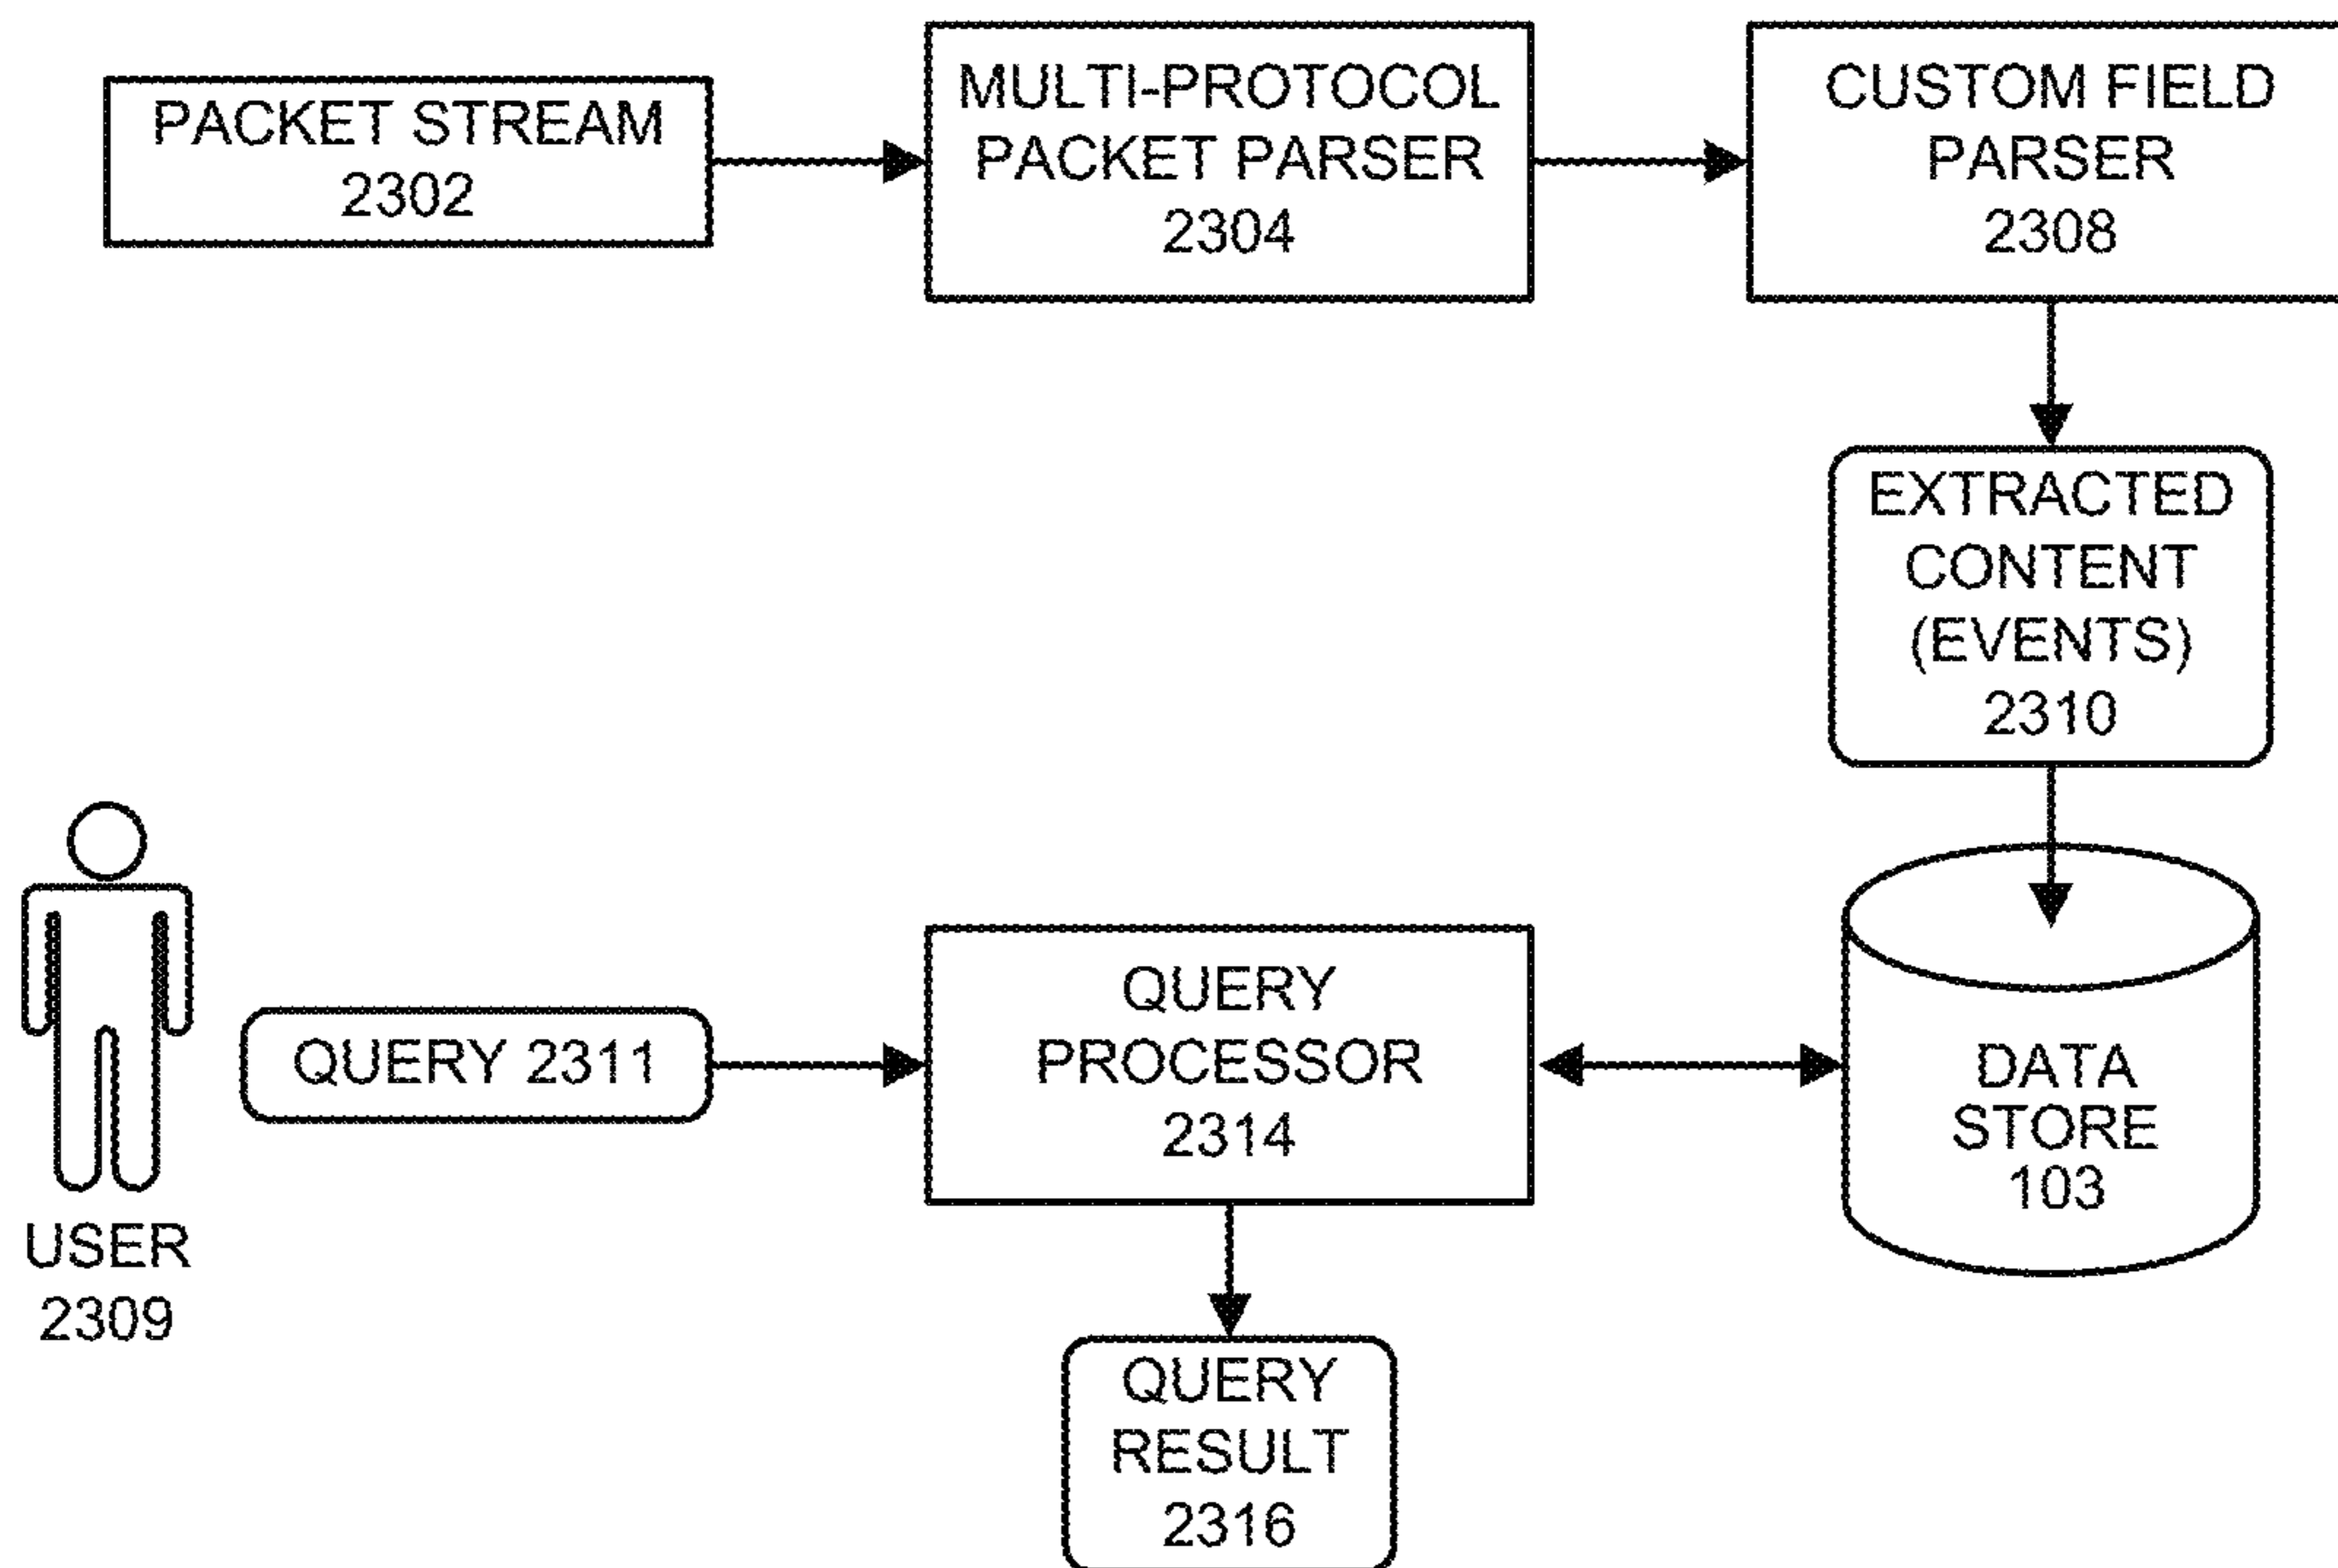 PACKET STREAM
2302
MULTI-PROTOCOL
PACKET PARSER
2304
CUSTOM FIELD
PARSER
2308
EXTRACTED
CONTENT
(EVENTS)
2310
USER
2309
QUERY 2311
QUERY
PROCESSOR
2314
DATA
STORE
103
QUERY
RESULT
2316